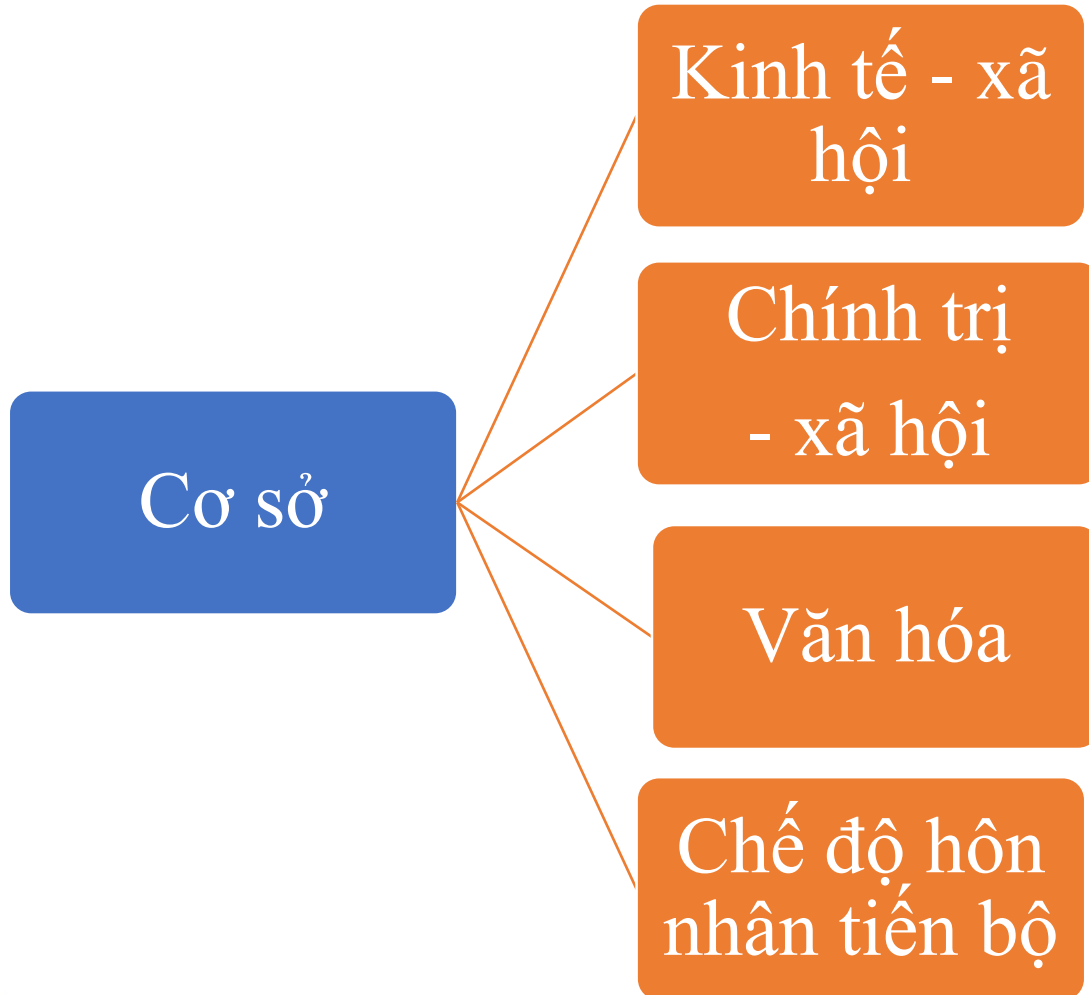 Kinh tế - xã
hội
Chính trị
- xã hội
Cơ sở
Văn hóa
Chế độ hôn
nhân tiến bộ